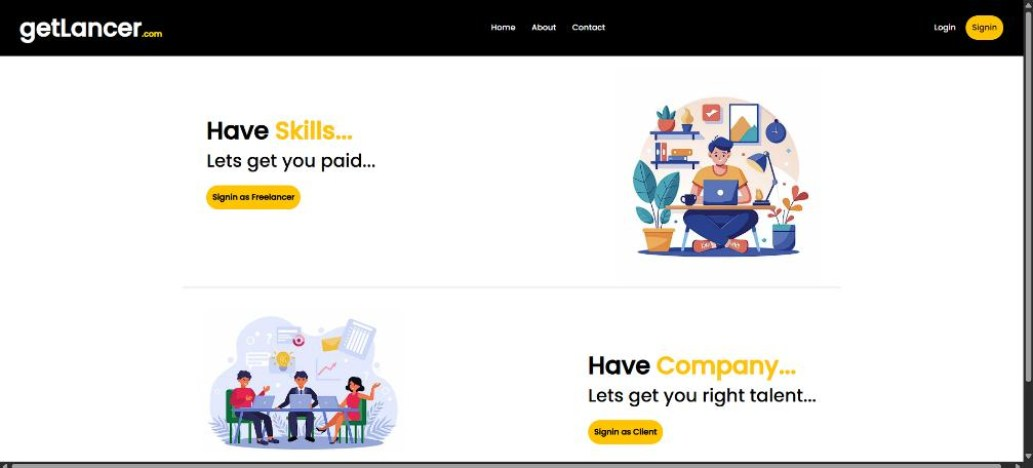 getLancer.com
Home About Contact
Login Signin
Have Skills...
Lets get you paid...
Signin as Freelancer
Have Company...
Lets get you right talent...
Signin as Client